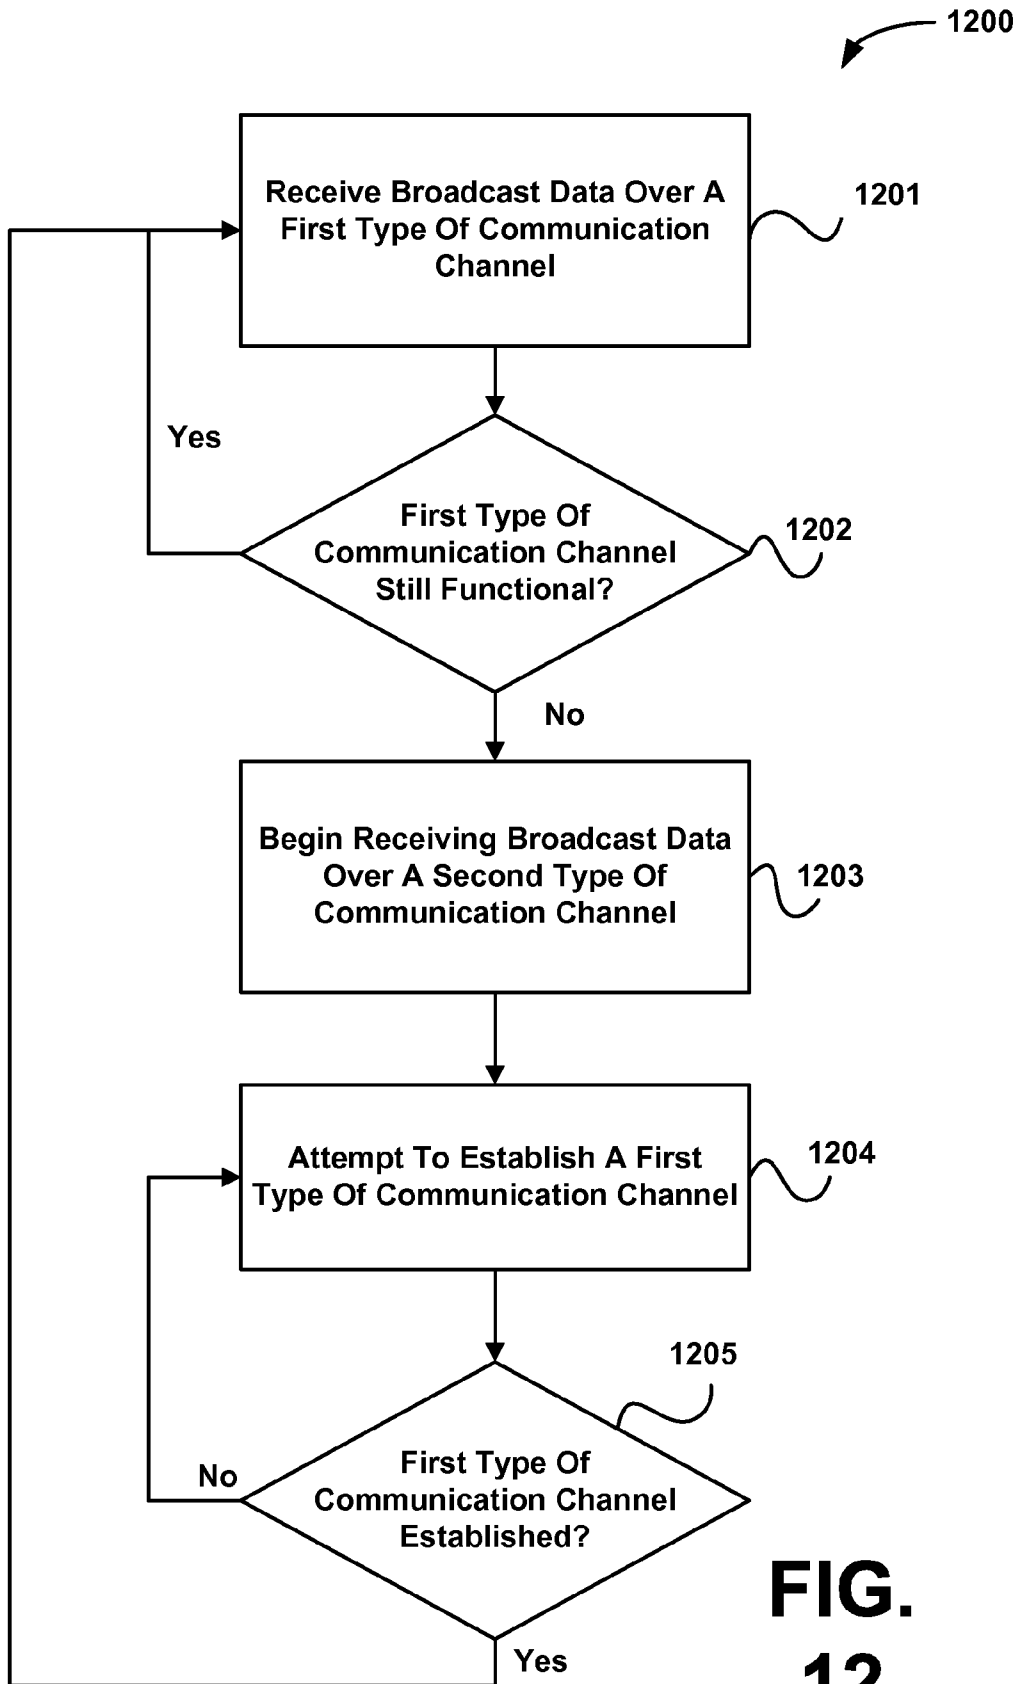 1200
Receive Broadcast Data Over A
First Type Of Communication
Channel
1201
Yes
First Type Of
Communication Channel
Still Functional?
1202
No
Begin Receiving Broadcast Data
Over A Second Type Of
Communication Channel
1203
Attempt To Establish A First
Type Of Communication Channel
1204
1205
First Type Of
Communication Channel
Established?
No
Yes
FIG.
12